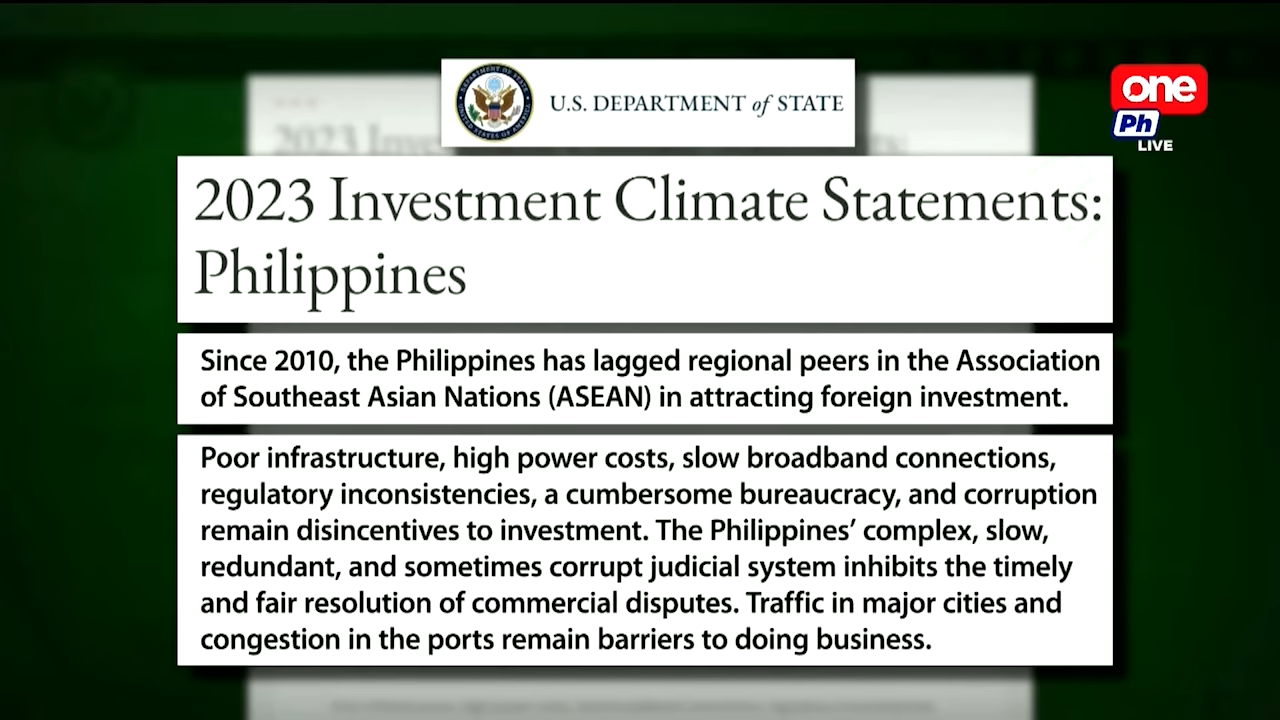 U.S. DEPARTMENT of STATE
one
Ph
LIVE
2023 Investment Climate Statements:
Philippines
Since 2010, the Philippines has lagged regional peers in the Association
of Southeast Asian Nations (ASEAN) in attracting foreign investment.
Poor infrastructure, high power costs, slow broadband connections,
regulatory inconsistencies, a cumbersome bureaucracy, and corruption
remain disincentives to investment. The Philippines’ complex, slow,
redundant, and sometimes corrupt judicial system inhibits the timely
and fair resolution of commercial disputes. Traffic in major cities and
congestion in the ports remain barriers to doing business.